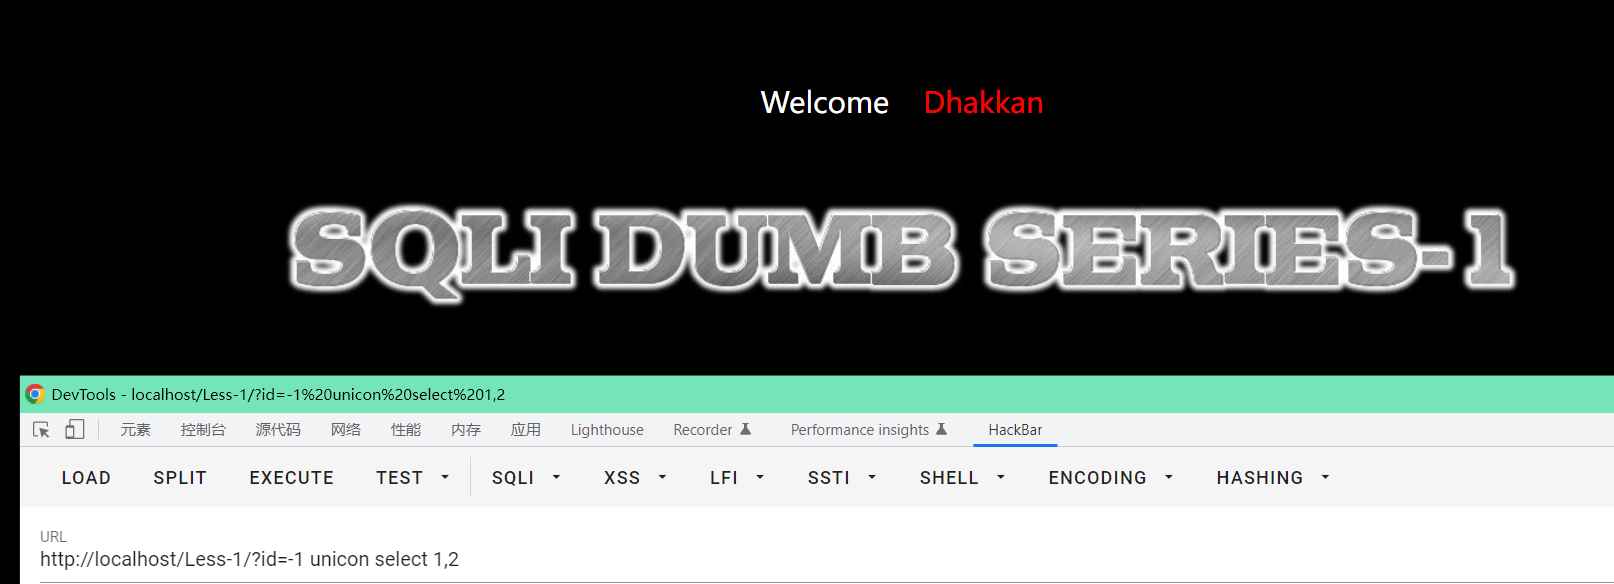 Welcome Dhakkan
SQLI DUMB SERIES-1
DevTools - localhost/Less-1/?id=-1%20unicon%20select%201,2
元素 控制台 源代码 网络 性能 内存 应用 Lighthouse Recorder Performance insights HackBar
LOAD SPLIT EXECUTE TEST SQLI XSS LFI SSTI SHELL ENCODING HASHING
URL
http://localhost/Less-1/?id=-1 unicon select 1,2